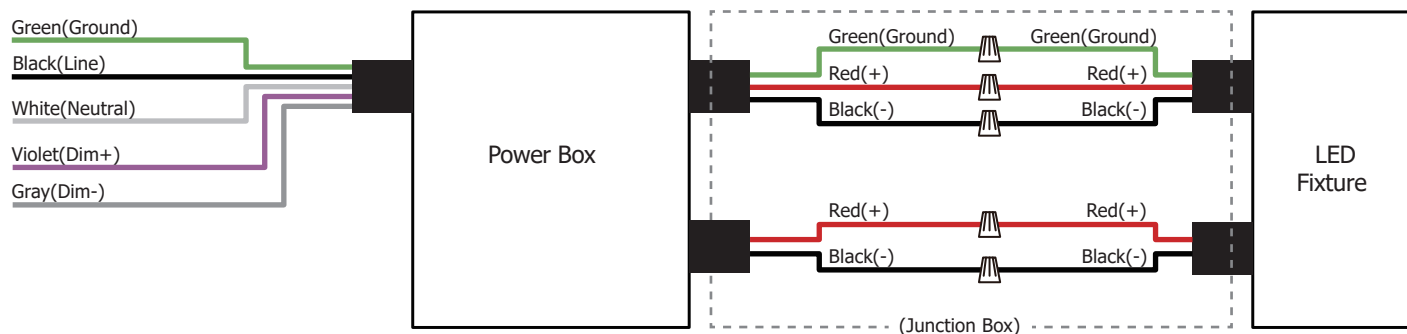 Green(Ground)
Black(Line)
White(Neutral)
Violet(Dim+)
Gray(Dim-)
Power Box
Green(Ground)
Green(Ground)
Red(+)
Red(+)
Black(-)
Black(-)
Red(+)
Red(+)
Black(-)
Black(-)
(Junction Box)
LED
Fixture